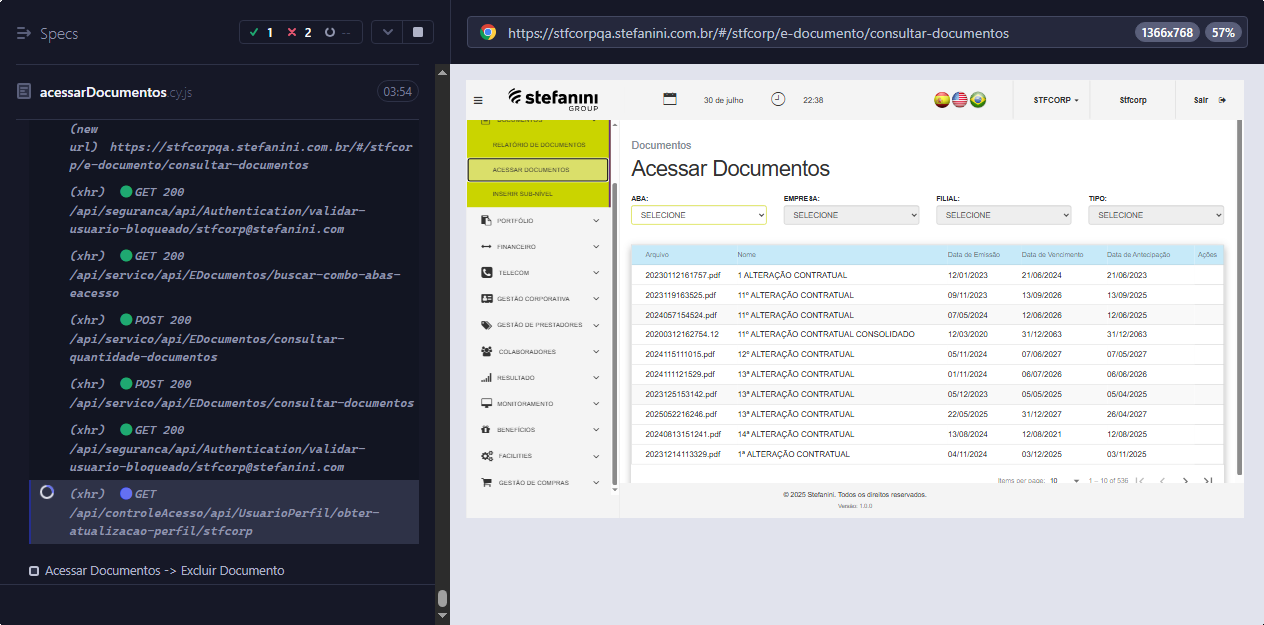 Specs
1
2
--
acessarDocumentos.cy.js
03:54
(new
url) https://stfcorpqa.stefanini.com.br/#/stfcor
p/e-documento/consultar-documentos
(xhr) GET 200
/api/seguranca/api/Authentication/validar-
usuario-bloqueado/stfcorp@stefanini.com
(xhr) GET 200
/api/servico/api/EDocumentos/buscar-combo-abas-
eacesso
(xhr) POST 200
/api/servico/api/EDocumentos/consultar-
quantidade-documentos
(xhr) POST 200
/api/servico/api/EDocumentos/consultar-documentos
(xhr) GET 200
/api/seguranca/api/Authentication/validar-
usuario-bloqueado/stfcorp@stefanini.com
(xhr) GET
/api/controleAcesso/api/UsuarioPerfil/obter-
atualizacao-perfil/stfcorp
Acessar Documentos -> Excluir Documento
https://stfcorpqa.stefanini.com.br/#/stfcorp/e-documento/consultar-documentos
1366x768
57%
stefanini
GROUP
30 de julho
22:38
STFCORP
Stfcorp
Sair
DOCUMENTOS
RELATÓRIO DE DOCUMENTOS
ACESSAR DOCUMENTOS
INSERIR SUB-NÍVEL
PORTFÓLIO
FINANCEIRO
TELECOM
GESTÃO CORPORATIVA
GESTÃO DE PRESTADORES
COLABORADORES
RESULTADO
MONITORAMENTO
BENEFÍCIOS
FACILITIES
GESTÃO DE COMPRAS
Documentos
Acessar Documentos
ABA: EMPRESA: FILIAL: TIPO:
SELECIONE SELECIONE SELECIONE SELECIONE
Arquivo Nome Data de Emissão Data de Vencimento Data de Antecipação Ações
20230112161757.pdf 1 ALTERAÇÃO CONTRATUAL 12/01/2023 21/06/2024 21/06/2023
2023119163525.pdf 11º ALTERAÇÃO CONTRATUAL 09/11/2023 13/09/2026 13/09/2025
2024057154524.pdf 11º ALTERAÇÃO CONTRATUAL 07/05/2024 12/06/2026 12/06/2025
20200312162754.12 11º ALTERAÇÃO CONTRATUAL CONSOLIDADO 12/03/2020 31/12/2063 31/12/2063
2024115111015.pdf 12ª ALTERAÇÃO CONTRATUAL 05/11/2024 07/06/2027 07/05/2027
2024111121529.pdf 13ª ALTERAÇÃO CONTRATUAL 01/11/2024 06/07/2026 06/06/2026
2023125153142.pdf 13ª ALTERAÇÃO CONTRATUAL 05/12/2023 05/05/2025 05/04/2025
2025052216246.pdf 13ª ALTERAÇÃO CONTRATUAL 22/05/2025 31/12/2027 26/04/2027
20240813151241.pdf 14ª ALTERAÇÃO CONTRATUAL 13/08/2024 12/08/2021 12/08/2025
20231214113329.pdf 1ª ALTERAÇÃO CONTRATUAL 04/11/2024 03/12/2025 03/11/2025
Items per page: 10 1 – 10 of 536
© 2025 Stefanini. Todos os direitos reservados.
Versão: 1.0.0